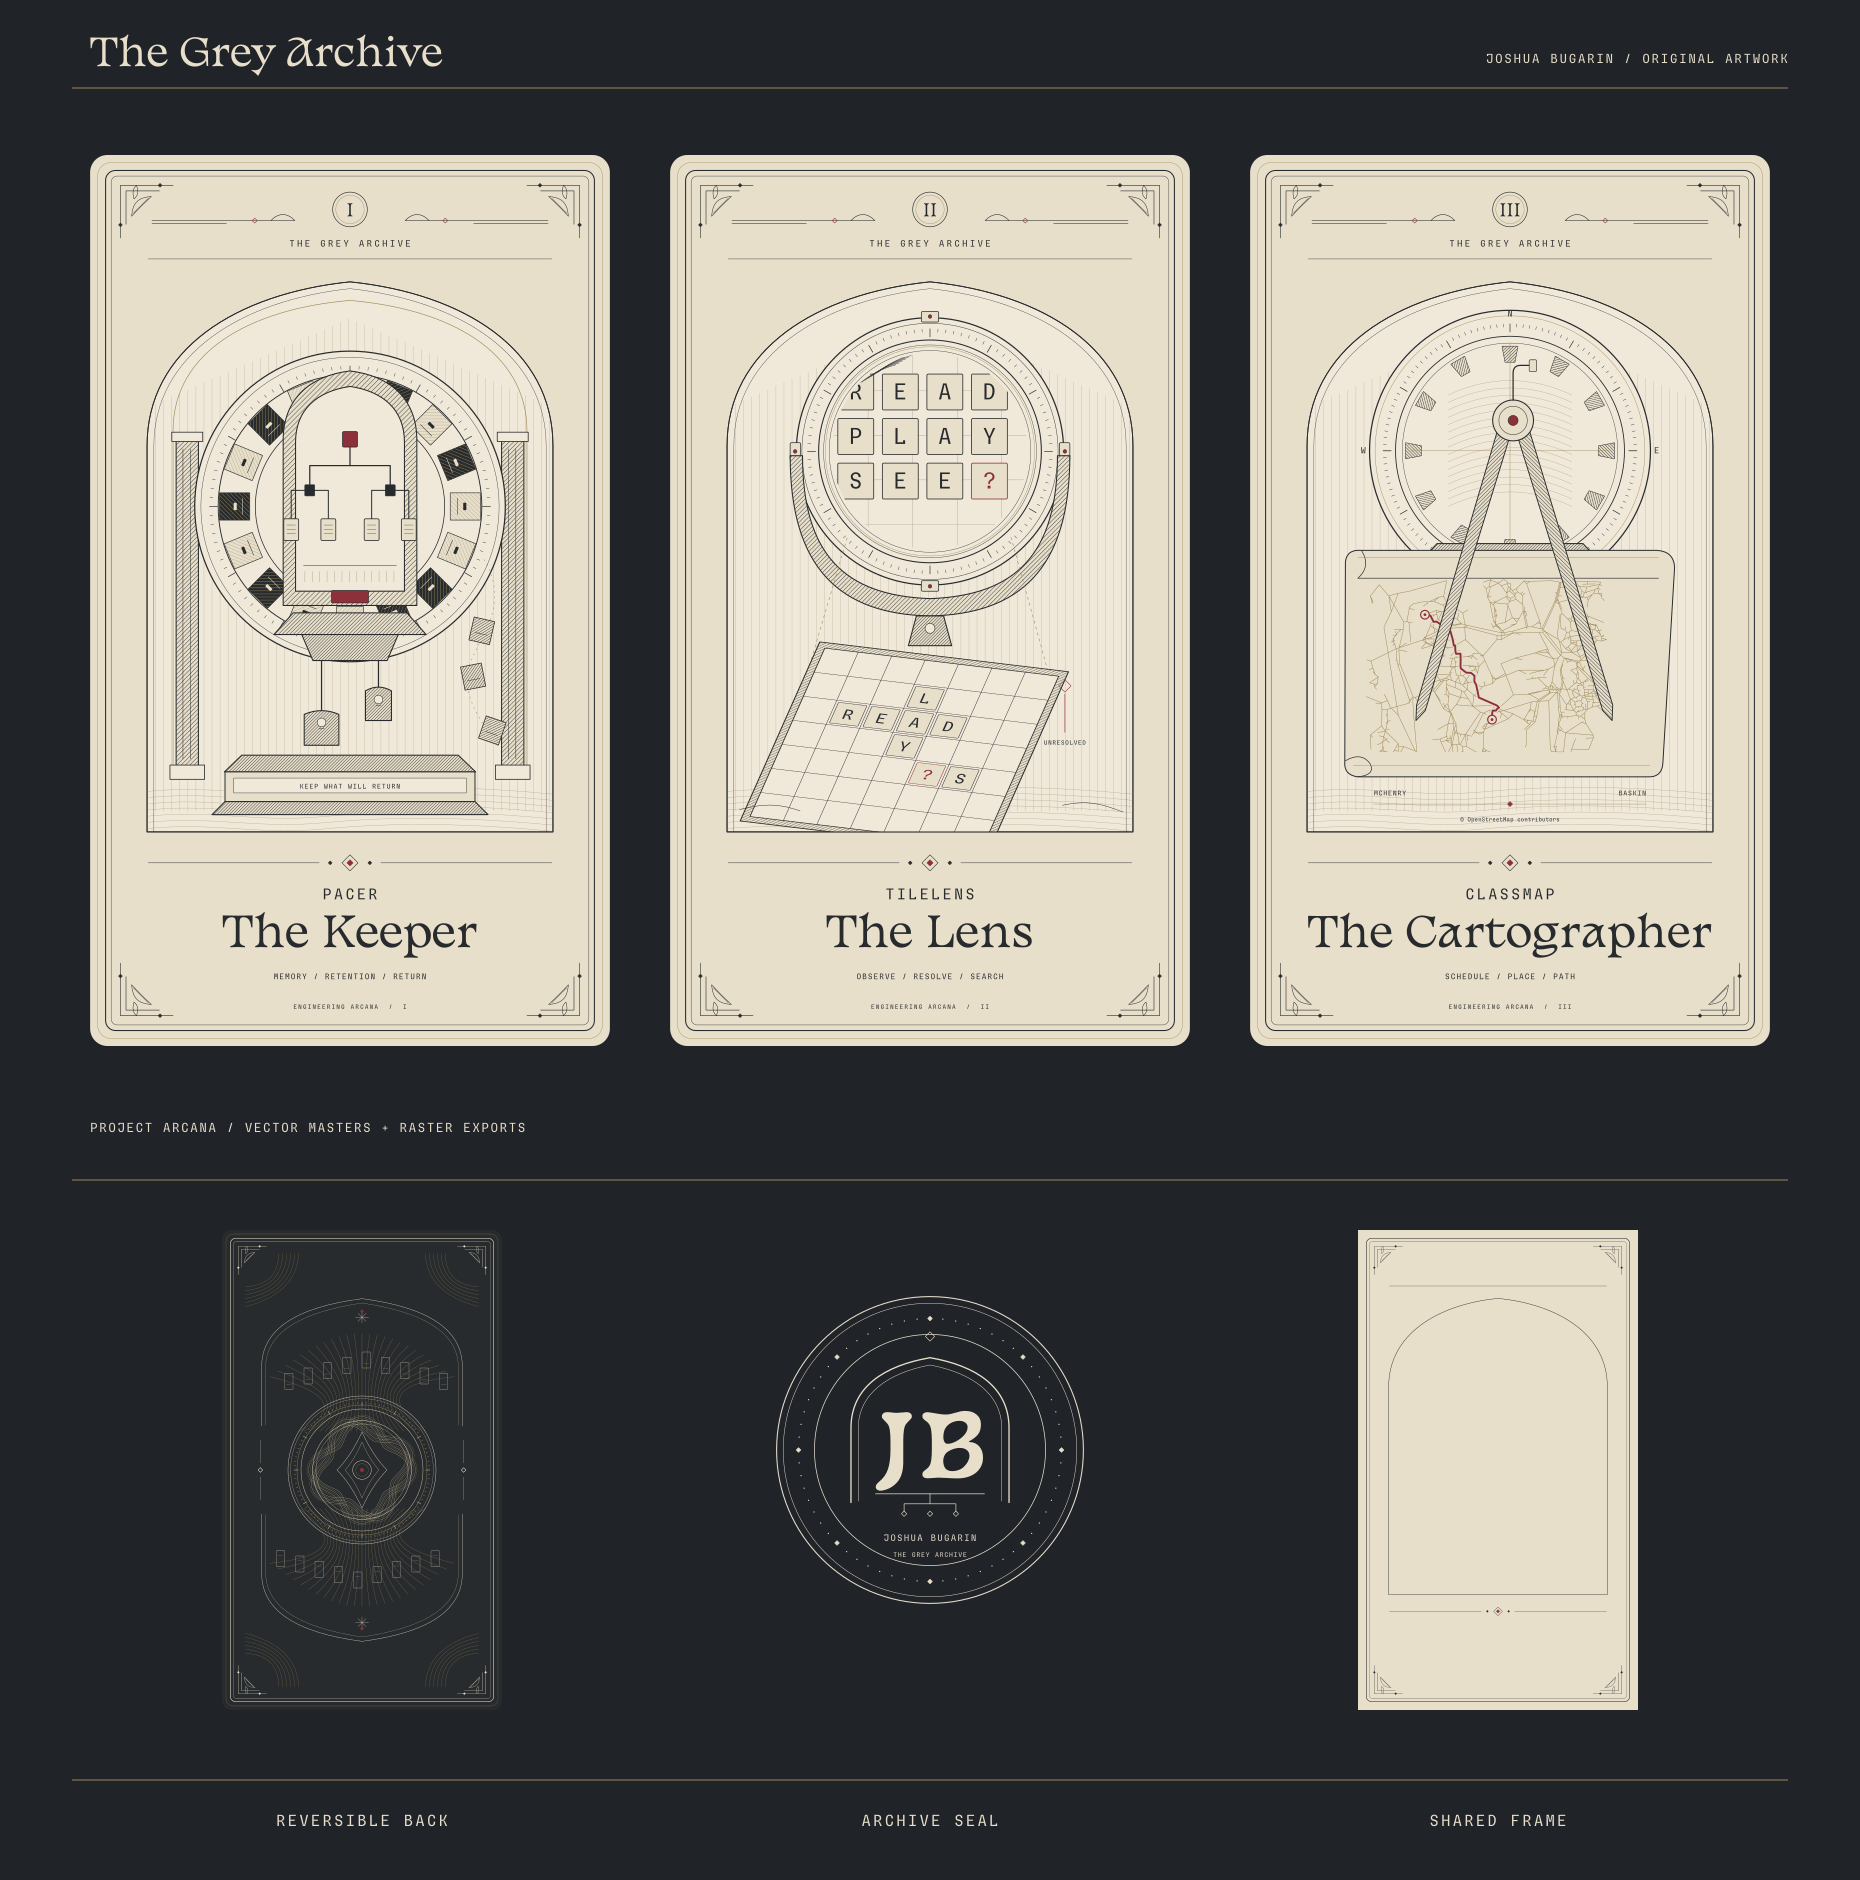 The Grey Archive
JOSHUA BUGARIN / ORIGINAL ARTWORK
I
THE GREY ARCHIVE
KEEP WHAT WILL RETURN
PACER
The Keeper
MEMORY / RETENTION / RETURN
ENGINEERING ARCANA / I
II
THE GREY ARCHIVE
R E A D
P L A Y
S E E ?
L
R E A D
Y
? S
UNRESOLVED
TILELENS
The Lens
OBSERVE / RESOLVE / SEARCH
ENGINEERING ARCANA / II
III
THE GREY ARCHIVE
N
W E
MCHENRY BASKIN
© OpenStreetMap contributors
CLASSMAP
The Cartographer
SCHEDULE / PLACE / PATH
ENGINEERING ARCANA / III
PROJECT ARCANA / VECTOR MASTERS + RASTER EXPORTS
JB
JOSHUA BUGARIN
THE GREY ARCHIVE
REVERSIBLE BACK
ARCHIVE SEAL
SHARED FRAME